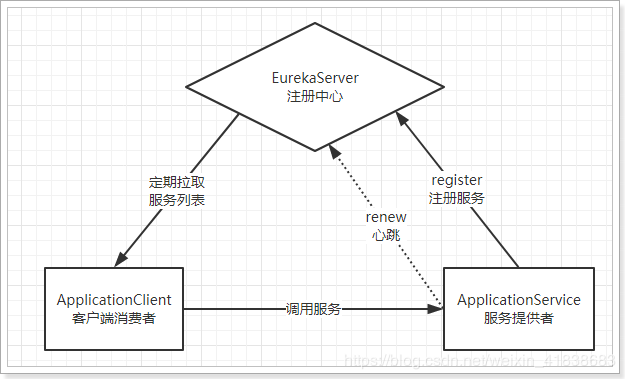 EurekaServer
注册中心
定期拉取
服务列表
register
注册服务
renew
心跳
ApplicationClient
客户端消费者
调用服务
ApplicationService
服务提供者
https://blog.csdn.net/weixin_41838683